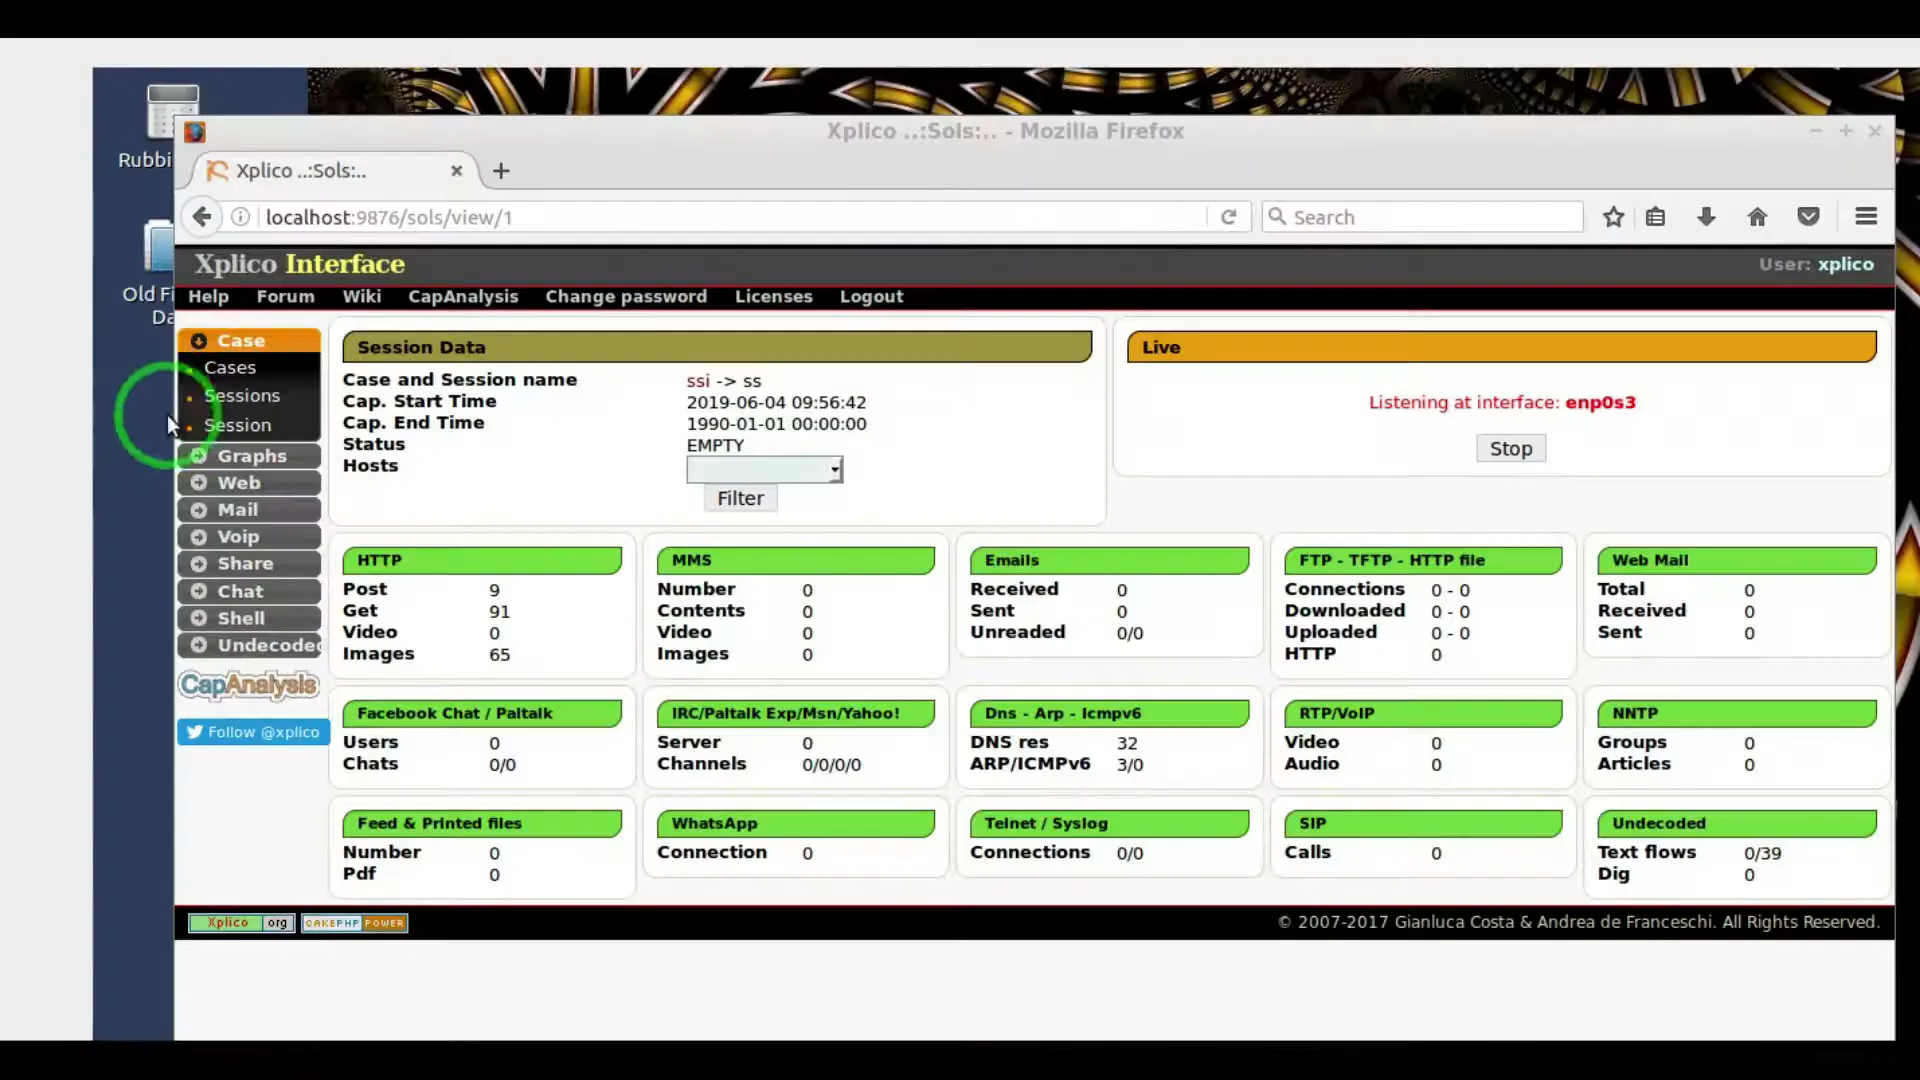 Rubbi
Old Fi
Da
Xplico ..:Sols:.. - Mozilla Firefox
Xplico ..:Sols:..
localhost:9876/sols/view/1
Search
Xplico Interface
User: xplico
Help Forum Wiki CapAnalysis Change password Licenses Logout
Case
Cases
Sessions
Session
Graphs
Web
Mail
Voip
Share
Chat
Shell
Undecoded
CapAnalysis
Follow @xplico
Session Data
Case and Session name ssi -> ss
Cap. Start Time 2019-06-04 09:56:42
Cap. End Time 1990-01-01 00:00:00
Status EMPTY
Hosts
Filter
Live
Listening at interface: enp0s3
Stop
HTTP
Post 9
Get 91
Video 0
Images 65
MMS
Number 0
Contents 0
Video 0
Images 0
Emails
Received 0
Sent 0
Unreaded 0/0
FTP - TFTP - HTTP file
Connections 0 - 0
Downloaded 0 - 0
Uploaded 0 - 0
HTTP 0
Web Mail
Total 0
Received 0
Sent 0
Facebook Chat / Paltalk
Users 0
Chats 0/0
IRC/Paltalk Exp/Msn/Yahoo!
Server 0
Channels 0/0/0/0
Dns - Arp - Icmpv6
DNS res 32
ARP/ICMPv6 3/0
RTP/VoIP
Video 0
Audio 0
NNTP
Groups 0
Articles 0
Feed & Printed files
Number 0
Pdf 0
WhatsApp
Connection 0
Telnet / Syslog
Connections 0/0
SIP
Calls 0
Undecoded
Text flows 0/39
Dig 0
Xplico org CAKEPHP POWER
© 2007-2017 Gianluca Costa & Andrea de Franceschi. All Rights Reserved.